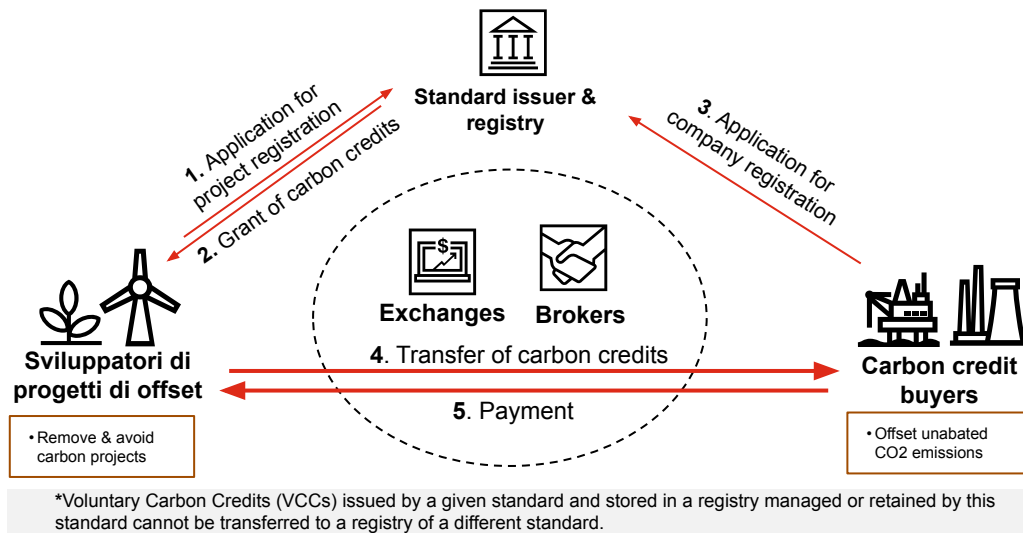 Standard issuer &
registry
1. Application for
project registration
2. Grant of carbon credits
3. Application for
company registration
$
Exchanges
Brokers
4. Transfer of carbon credits
5. Payment
Sviluppatori di
progetti di offset
• Remove & avoid
carbon projects
Carbon credit
buyers
• Offset unabated
CO2 emissions
*Voluntary Carbon Credits (VCCs) issued by a given standard and stored in a registry managed or retained by this
standard cannot be transferred to a registry of a different standard.